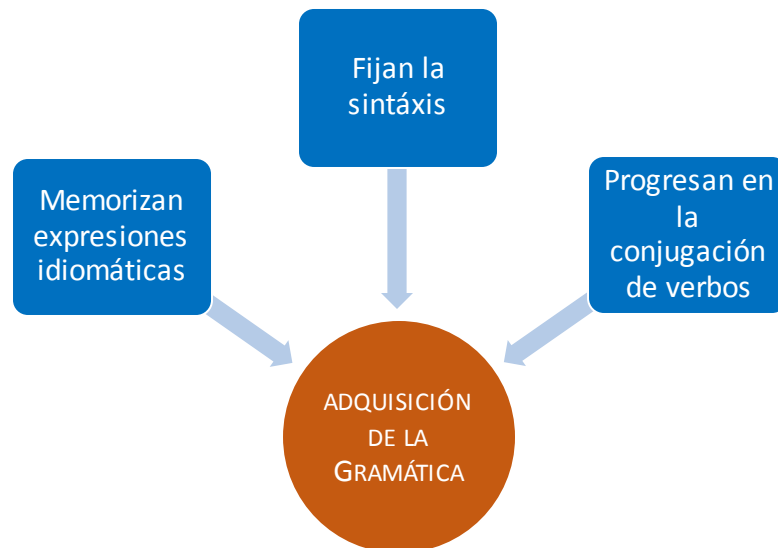 Fijan la
sintáxis
Memorizan
expresiones
idiomáticas
Progresan en
la
conjugación
de verbos
ADQUISICIÓN
DE LA
GRAMÁTICA